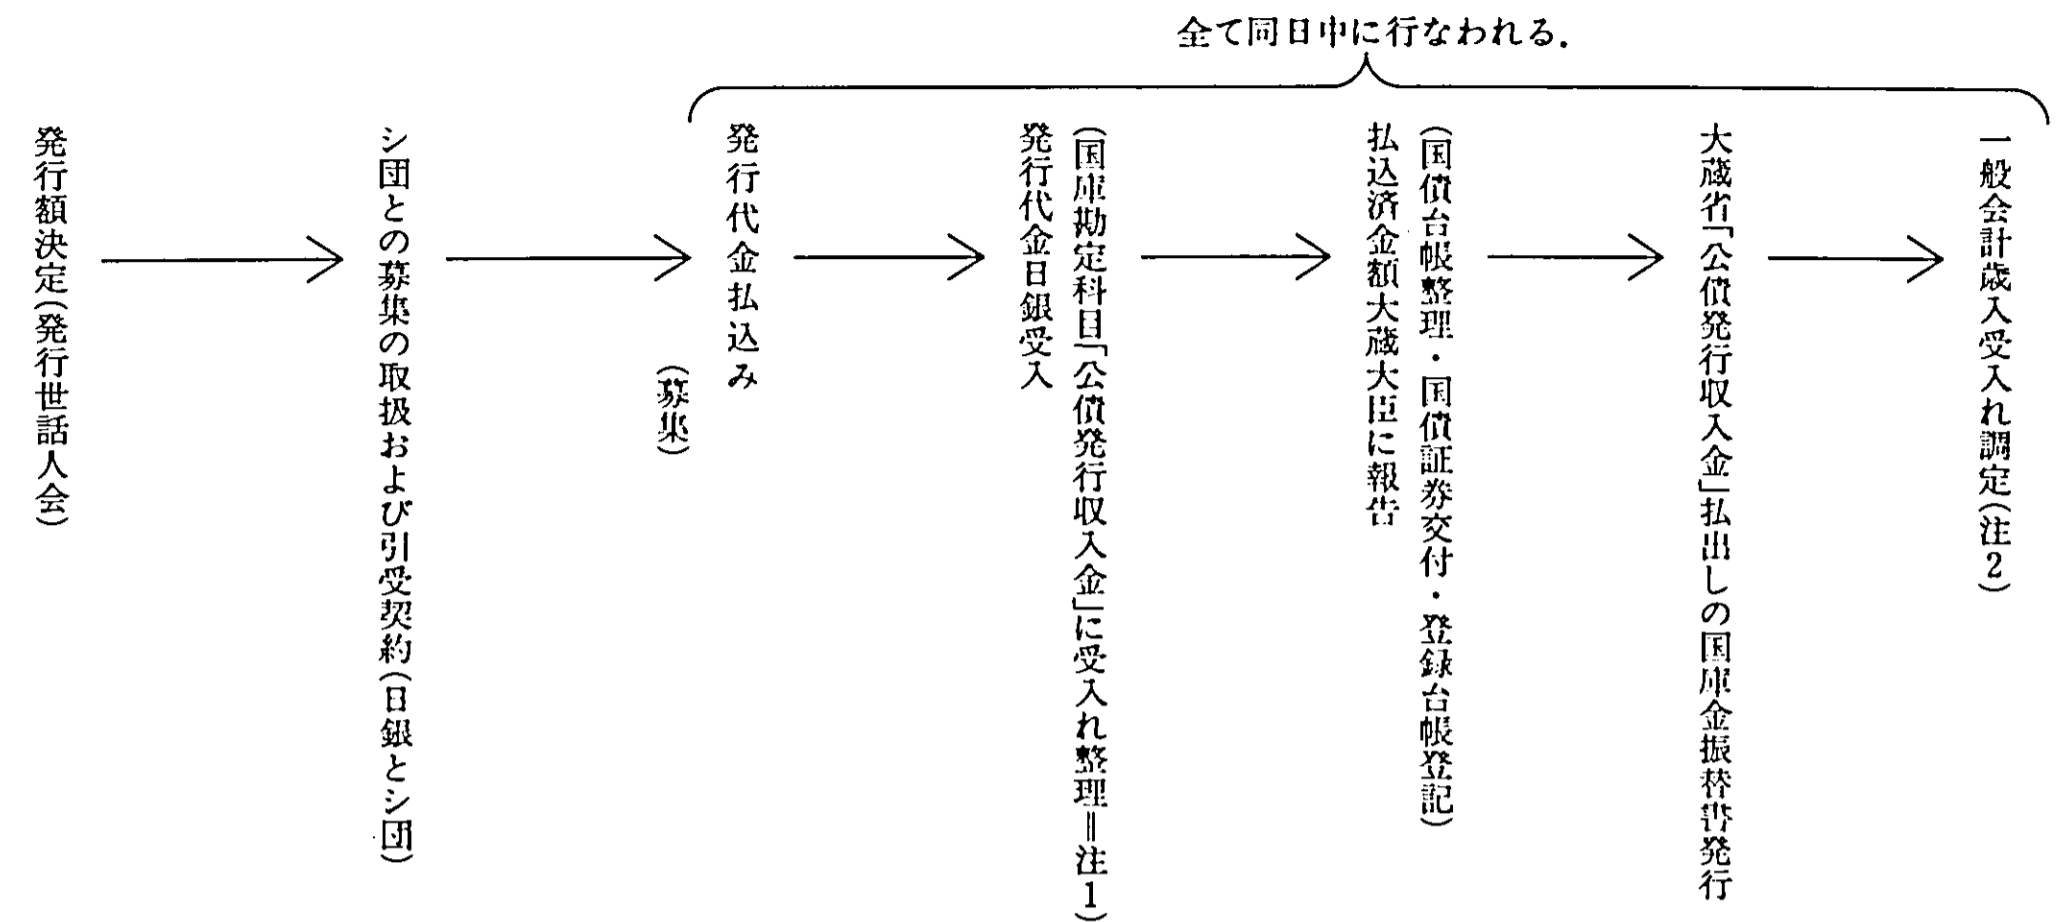 全て同日中に行なわれる.
発行額決定(発行世話人会)
シ団との募集の取扱および引受契約(日銀とシ団)
(募集)
発行代金払込み
発行代金日銀受入
(国庫勘定科目「公債発行収入金」に受入れ整理＝注1)
払込済金額大蔵大臣に報告
(国債台帳整理・国債証券交付・登録台帳登記)
大蔵省「公債発行収入金」払出しの国庫金振替書発行
一般会計歳入受入れ調定(注2)